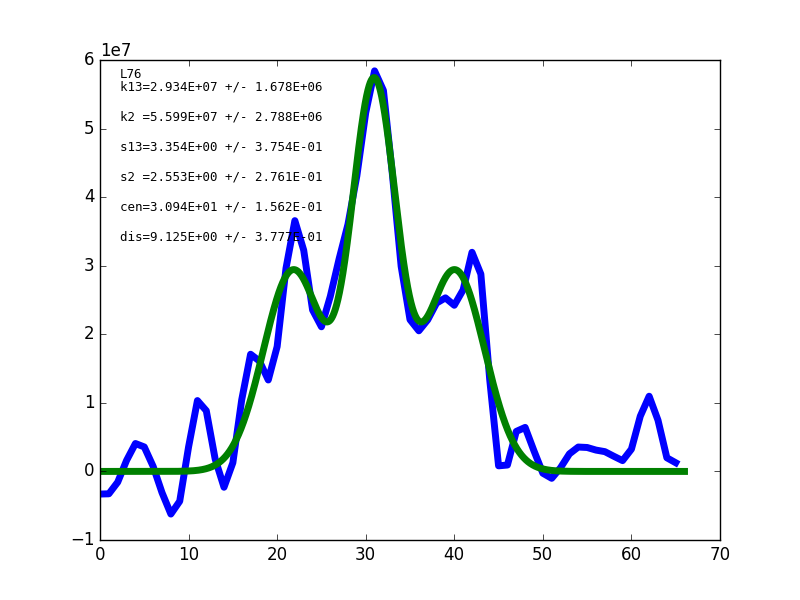 1e7
L76
k13=2.934E+07 +/- 1.678E+06
k2 =5.599E+07 +/- 2.788E+06
s13=3.354E+00 +/- 3.754E-01
s2 =2.553E+00 +/- 2.761E-01
cen=3.094E+01 +/- 1.562E-01
dis=9.125E+00 +/- 3.777E-01
6
5
4
3
2
1
0
−1
0 10 20 30 40 50 60 70